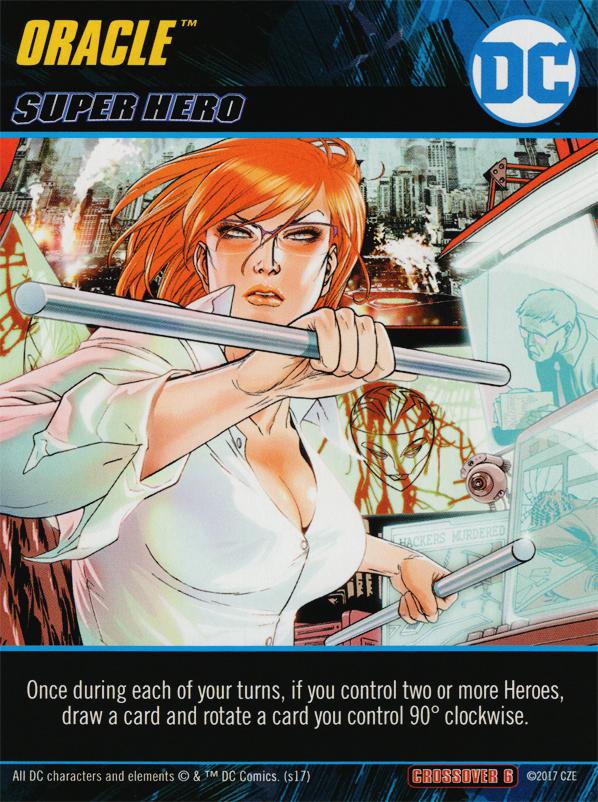 ORACLE™
DC
SUPER HERO
HACKERS MURDERED
Once during each of your turns, if you control two or more Heroes,
draw a card and rotate a card you control 90° clockwise.
All DC characters and elements © & ™ DC Comics. (s17) CROSSOVER 6 ©2017 CZE